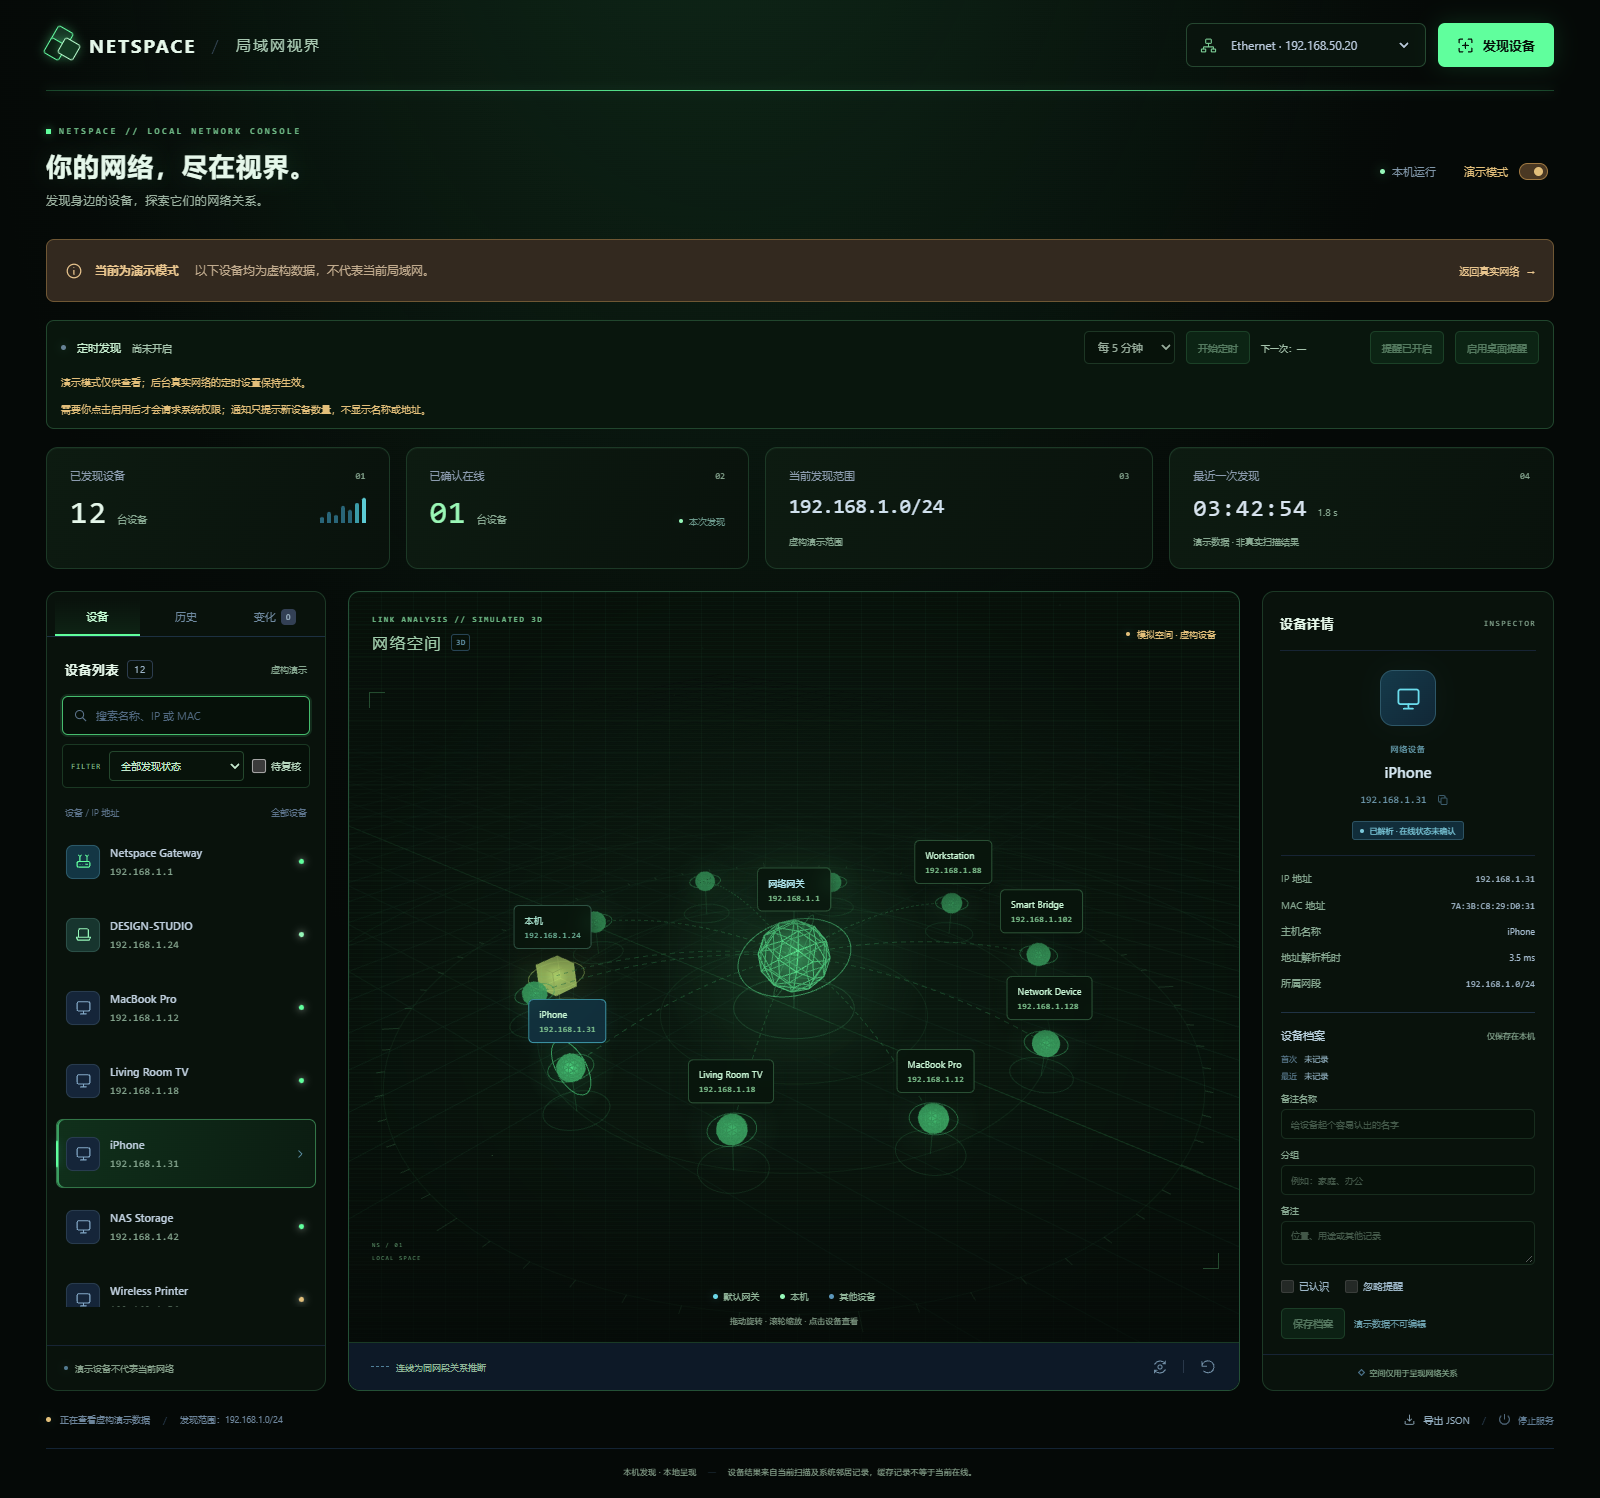 NETSPACE / 局域网视界
Ethernet · 192.168.50.20
发现设备
NETSPACE // LOCAL NETWORK CONSOLE
你的网络，尽在视界。
发现身边的设备，探索它们的网络关系。
本机运行
演示模式
当前为演示模式 以下设备均为虚构数据，不代表当前局域网。
返回真实网络 →
定时发现 尚未开启
每 5 分钟
开始定时
下一次：—
提醒已开启
启用桌面提醒
演示模式仅供查看；后台真实网络的定时设置保持生效。
需要你点击启用后才会请求系统权限；通知只提示新设备数量，不显示名称或地址。
已发现设备 01
12 台设备
已确认在线 02
01 台设备
本次发现
当前发现范围 03
192.168.1.0/24
虚构演示范围
最近一次发现 04
03:42:54 1.8 s
演示数据 · 非真实扫描结果
设备 历史 变化 0
设备列表 12 虚构演示
搜索名称、IP 或 MAC
FILTER 全部发现状态 待复核
设备 / IP 地址 全部设备
Netspace Gateway
192.168.1.1
DESIGN-STUDIO
192.168.1.24
MacBook Pro
192.168.1.12
Living Room TV
192.168.1.18
iPhone
192.168.1.31
NAS Storage
192.168.1.42
Wireless Printer
演示设备不代表当前网络
LINK ANALYSIS // SIMULATED 3D
网络空间 3D
模拟空间 · 虚构设备
Workstation
192.168.1.88
网络网关
192.168.1.1
Smart Bridge
192.168.1.102
本机
192.168.1.24
Network Device
192.168.1.128
iPhone
192.168.1.31
MacBook Pro
192.168.1.12
Living Room TV
192.168.1.18
NS / 01
LOCAL SPACE
默认网关 本机 其他设备
拖动旋转 · 滚轮缩放 · 点击设备查看
连线为同网段关系推断
设备详情 INSPECTOR
网络设备
iPhone
192.168.1.31
已解析 · 在线状态未确认
IP 地址 192.168.1.31
MAC 地址 7A:3B:C8:29:D0:31
主机名称 iPhone
地址解析耗时 3.5 ms
所属网段 192.168.1.0/24
设备档案 仅保存在本机
首次 未记录
最近 未记录
备注名称
给设备起个容易认出的名字
分组
例如：家庭、办公
备注
位置、用途或其他记录
已认识 忽略提醒
保存档案 演示数据不可编辑
空间仅用于呈现网络关系
正在查看虚构演示数据 / 发现范围：192.168.1.0/24
导出 JSON / 停止服务
本机发现 · 本地呈现 — 设备结果来自当前扫描及系统邻居记录，缓存记录不等于当前在线。